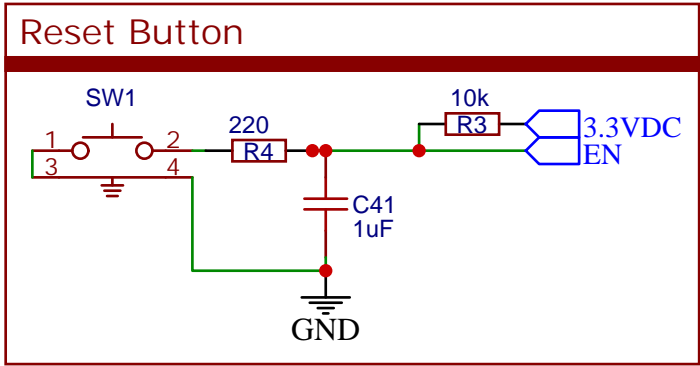 Reset Button
SW1
1
2
3
4
220
R4
10k
R3
3.3VDC
EN
C41
1uF
GND